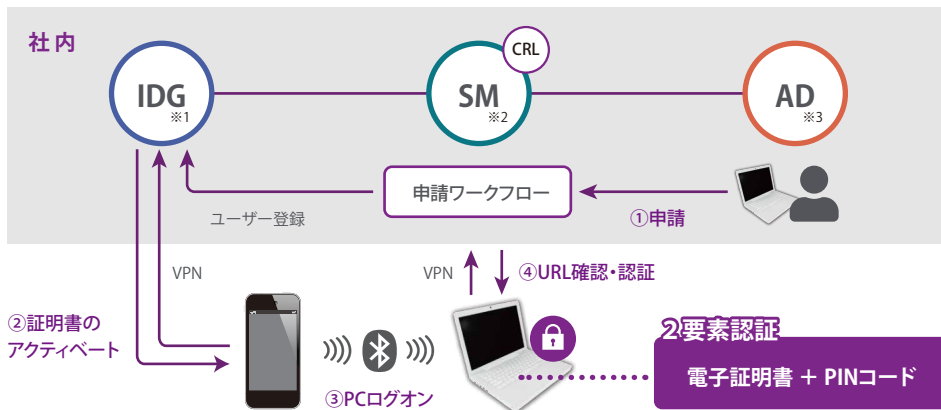 社内
CRL
IDG
※1
SM
※2
AD
※3
申請ワークフロー
ユーザー登録
①申請
VPN
VPN
④URL確認・認証
②証明書の
アクティベート
③PCログオン
2要素認証
電子証明書 + PINコード